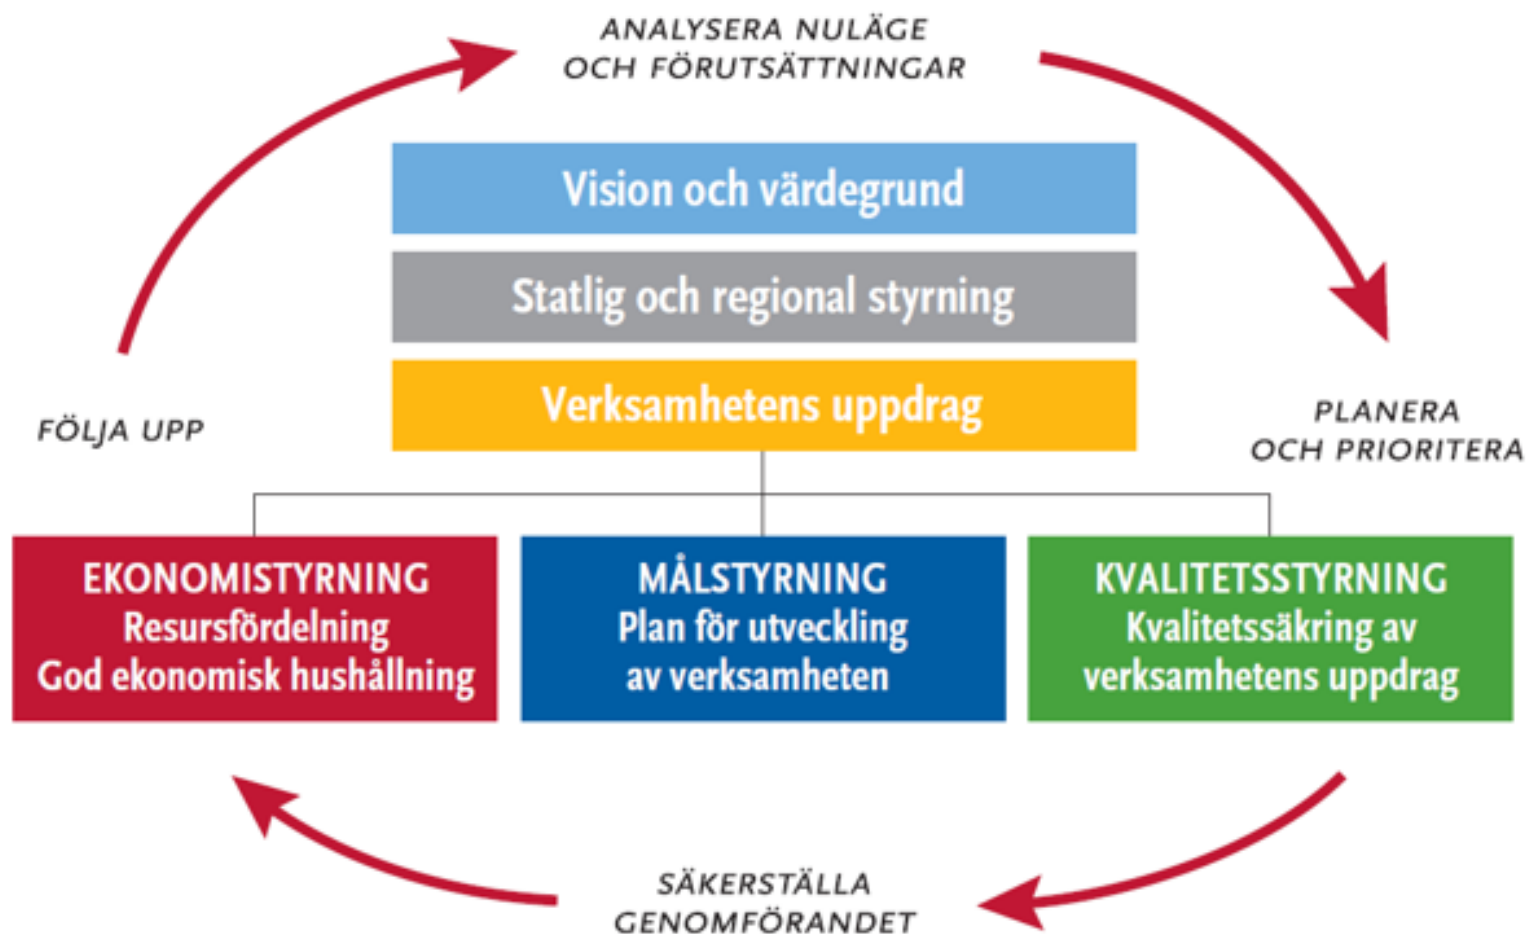 ANALYSERA NULÄGE
OCH FÖRUTSÄTTNINGAR
Vision och värdegrund
Statlig och regional styrning
Verksamhetens uppdrag
FÖLJA UPP
PLANERA
OCH PRIORITERA
EKONOMISTYRNING
Resursfördelning
God ekonomisk hushållning
MÅLSTYRNING
Plan för utveckling
av verksamheten
KVALITETSSTYRNING
Kvalitetssäkring av
verksamhetens uppdrag
SÄKERSTÄLLA
GENOMFÖRANDET